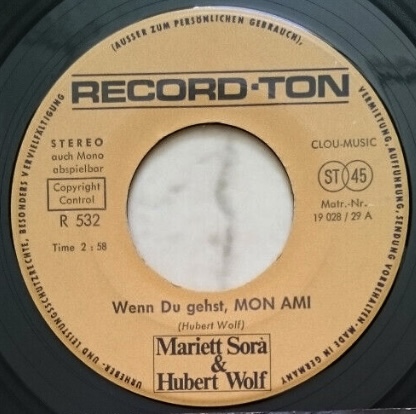 (AUSSER ZUM PERSÖNLICHEN GEBRAUCH),
RECORD-TON
STEREO
auch Mono
abspielbar
Copyright
Control
R 532
Time 2 : 58
CLOU-MUSIC
ST 45
Matr.-Nr.
19 028 / 29 A
Wenn Du gehst, MON AMI
(Hubert Wolf)
Mariett Sorà
& 
Hubert Wolf
URHEBER - UND LEISTUNGSSCHUTZRECHTE, BESONDERS VERVIELFÄLTIGUNG
VERMIETUNG, AUFFÜHRUNG, SENDUNG VORBEHALTEN - MADE IN GERMANY